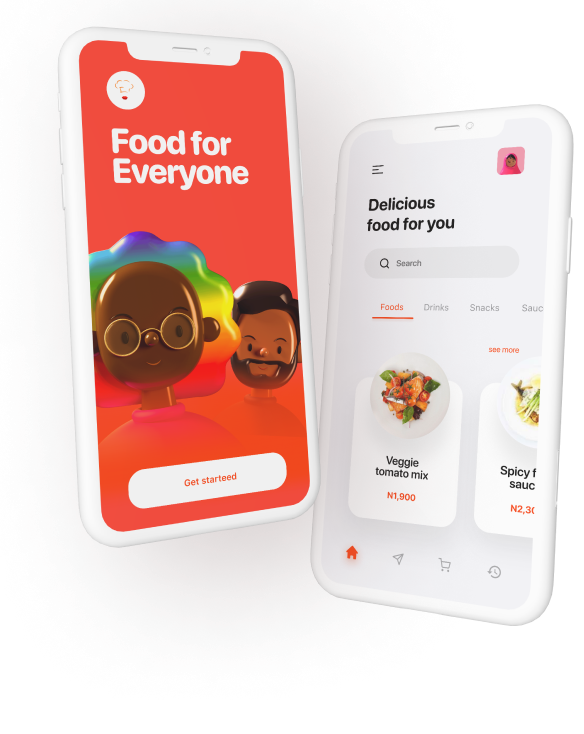 Food for
Everyone
Get starteed
Delicious
food for you
Search
Foods Drinks Snacks Sauc
see more
Veggie
tomato mix
N1,900
Spicy f
sauc
N2,30